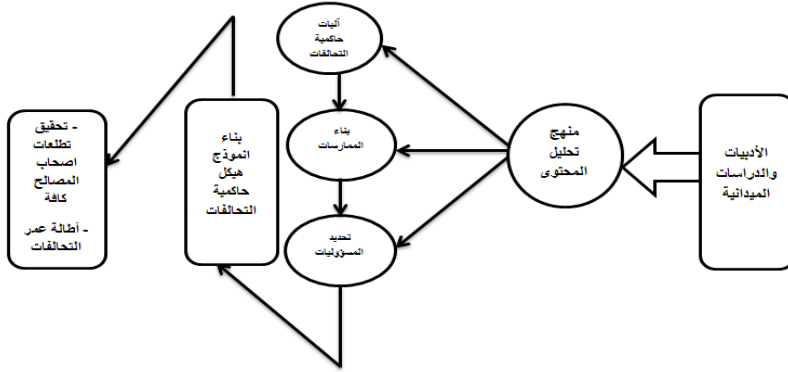 الأدبيات
والدراسات
الميدانية
منهج
تحليل
المحتوى
آليات
حاكمية
التحالفات
بناء
الممارسات
تحديد
المسؤوليات
بناء
انموذج
هيكل
حاكمية
التحالفات
- تحقيق
تطلعات
اصحاب
المصالح
كافة
- أطالة عمر
التحالفات